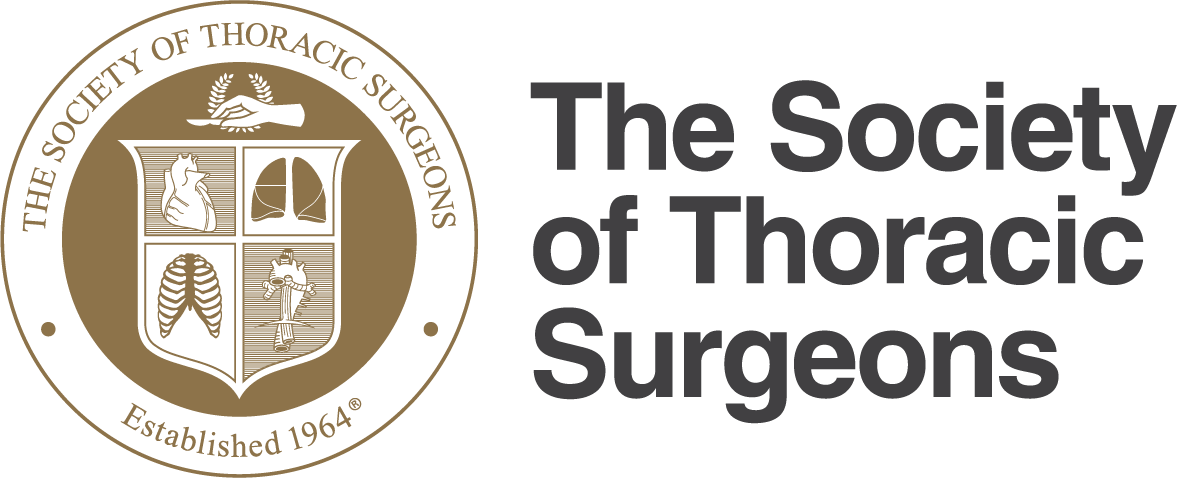 THE SOCIETY OF THORACIC SURGEONS
Established 1964®
The Society
of Thoracic
Surgeons